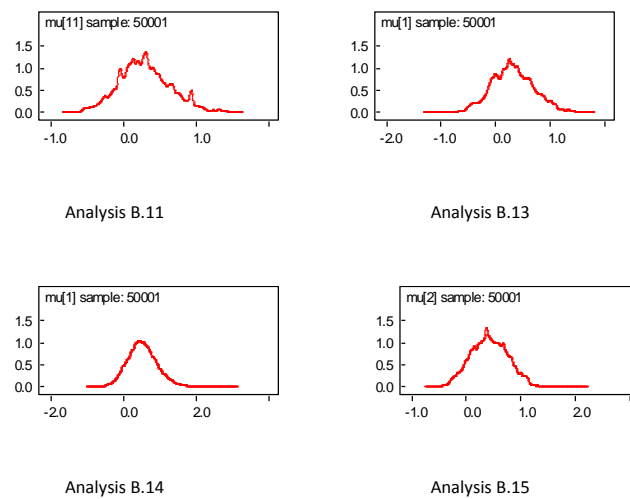 mu[11] sample: 50001
1.5
1.0
0.5
0.0
-1.0 0.0 1.0
Analysis B.11
mu[1] sample: 50001
1.5
1.0
0.5
0.0
-2.0 -1.0 0.0 1.0
Analysis B.13
mu[1] sample: 50001
1.5
1.0
0.5
0.0
-2.0 0.0 2.0
Analysis B.14
mu[2] sample: 50001
1.5
1.0
0.5
0.0
-1.0 0.0 1.0 2.0
Analysis B.15